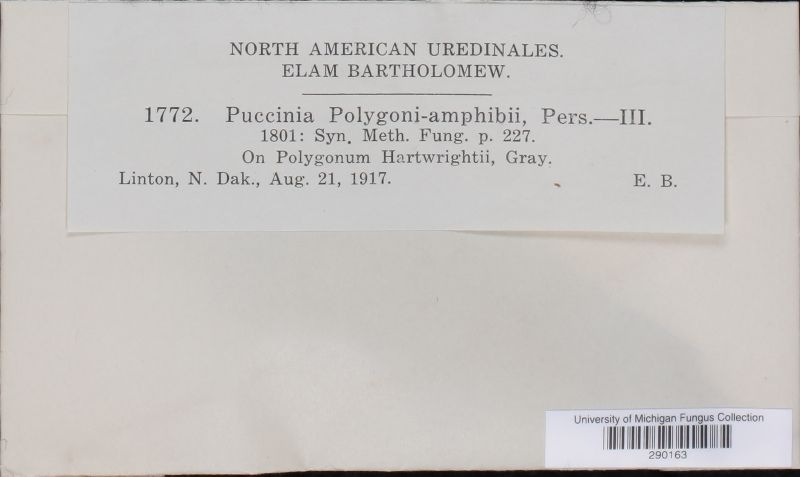 NORTH AMERICAN UREDINALES.
ELAM BARTHOLOMEW.
1772. Puccinia Polygoni-amphibii, Pers.—III.
1801: Syn. Meth. Fung. p. 227.
On Polygonum Hartwrightii, Gray.
Linton, N. Dak., Aug. 21, 1917. E. B.
University of Michigan Fungus Collection
290163